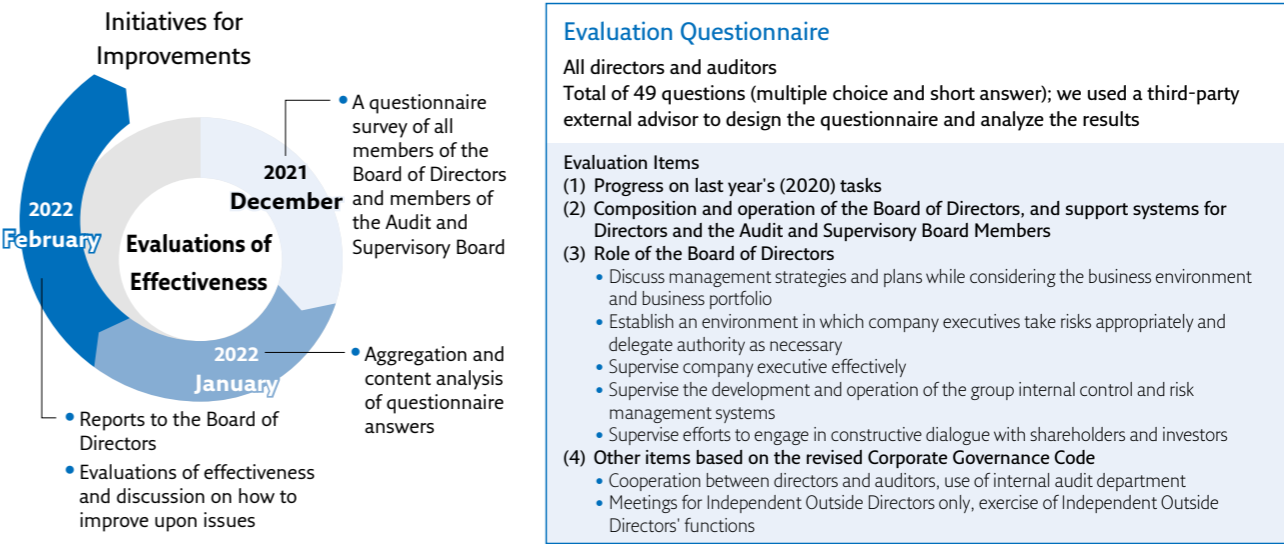 Initiatives for
Improvements
2021
December
• A questionnaire
survey of all
members of the
Board of Directors
and members of
the Audit and
Supervisory Board
2022
February
Evaluations of
Effectiveness
2022
January
• Aggregation and
content analysis
of questionnaire
answers
• Reports to the Board of
Directors
• Evaluations of effectiveness
and discussion on how to
improve upon issues
Evaluation Questionnaire
All directors and auditors
Total of 49 questions (multiple choice and short answer); we used a third-party
external advisor to design the questionnaire and analyze the results
Evaluation Items
(1) Progress on last year's (2020) tasks
(2) Composition and operation of the Board of Directors, and support systems for
Directors and the Audit and Supervisory Board Members
(3) Role of the Board of Directors
• Discuss management strategies and plans while considering the business environment
and business portfolio
• Establish an environment in which company executives take risks appropriately and
delegate authority as necessary
• Supervise company executive effectively
• Supervise the development and operation of the group internal control and risk
management systems
• Supervise efforts to engage in constructive dialogue with shareholders and investors
(4) Other items based on the revised Corporate Governance Code
• Cooperation between directors and auditors, use of internal audit department
• Meetings for Independent Outside Directors only, exercise of Independent Outside
Directors' functions